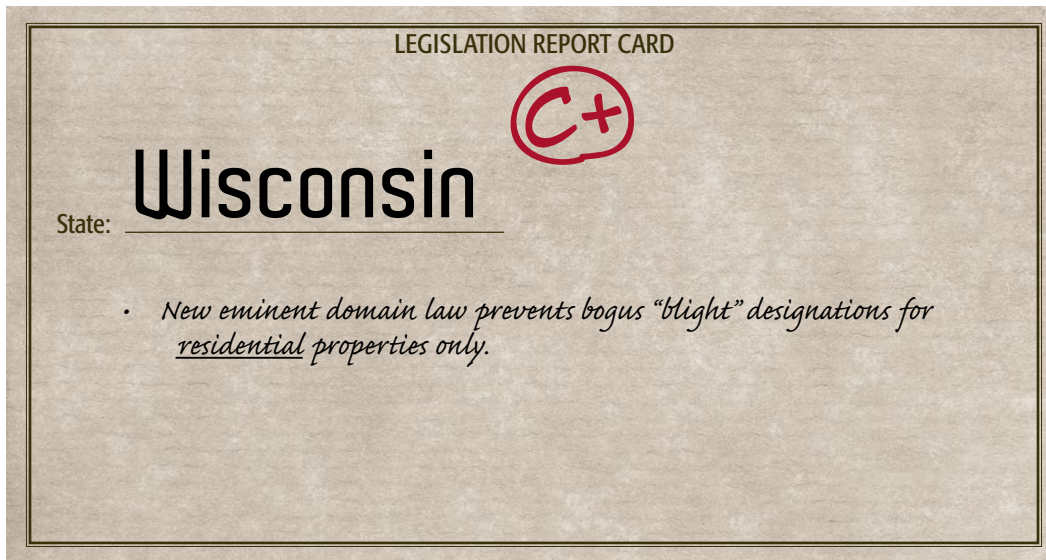 LEGISLATION REPORT CARD
C+
State: Wisconsin
· New eminent domain law prevents bogus “blight” designations for
residential properties only.